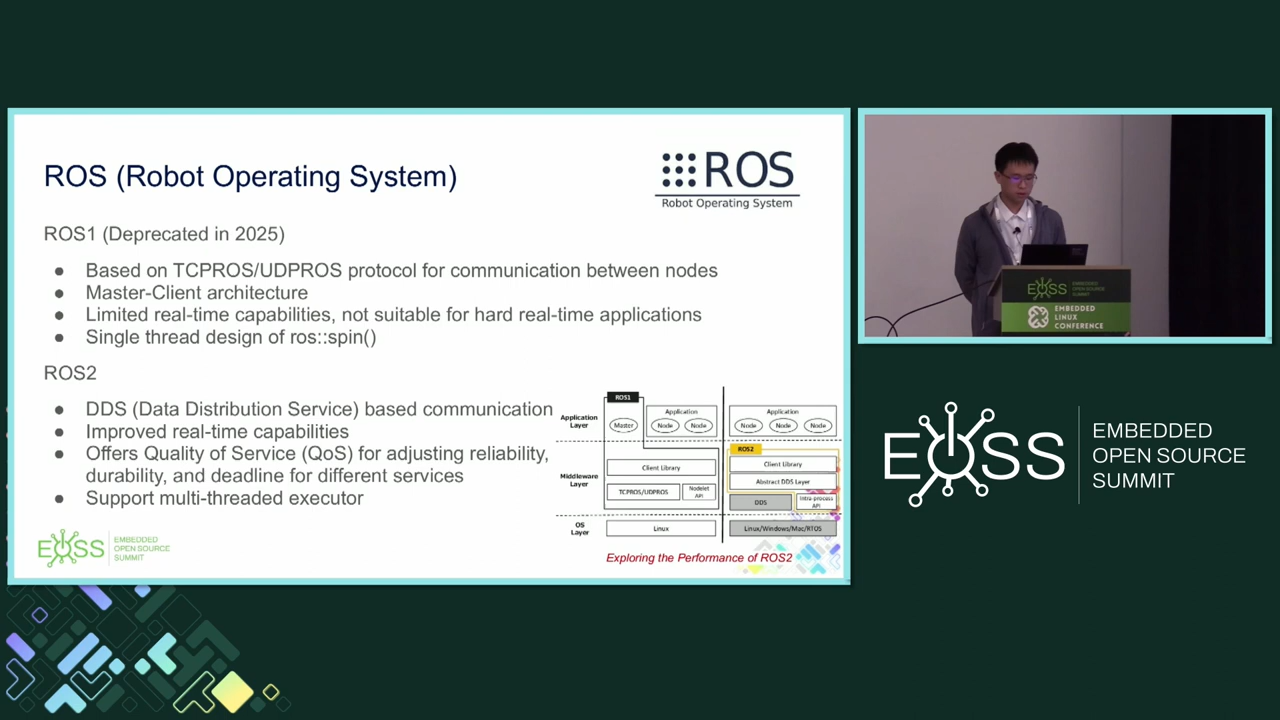 ROS (Robot Operating System)
ROS
Robot Operating System
ROS1 (Deprecated in 2025)
● Based on TCPROS/UDPROS protocol for communication between nodes
● Master-Client architecture
● Limited real-time capabilities, not suitable for hard real-time applications
● Single thread design of ros::spin()
ROS2
● DDS (Data Distribution Service) based communication
● Improved real-time capabilities
● Offers Quality of Service (QoS) for adjusting reliability,
durability, and deadline for different services
● Support multi-threaded executor
ROS1
Application
Layer
Master
Application
Node
Node
Application
Node
Node
Node
Middleware
Layer
Client Library
TCPROS/UDPROS
Nodelet
API
ROS2
Client Library
Abstract DDS Layer
DDS
Intra-process
API
OS
Layer
Linux
Linux/Windows/Mac/RTOS
Exploring the Performance of ROS2
EOSS
EMBEDDED
OPEN SOURCE
SUMMIT
EOSS
EMBEDDED
OPEN SOURCE
SUMMIT
EMBEDDED
LINUX
CONFERENCE
EOSS
EMBEDDED
OPEN SOURCE
SUMMIT